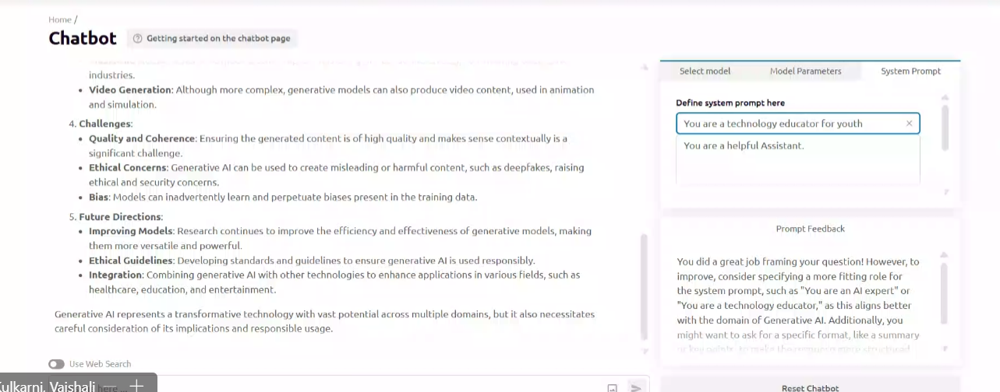 Home /
Chatbot
Getting started on the chatbot page
industries.
• Video Generation: Although more complex, generative models can also produce video content, used in animation
and simulation.
4. Challenges:
• Quality and Coherence: Ensuring the generated content is of high quality and makes sense contextually is a
significant challenge.
• Ethical Concerns: Generative AI can be used to create misleading or harmful content, such as deepfakes, raising
ethical and security concerns.
• Bias: Models can inadvertently learn and perpetuate biases present in the training data.
5. Future Directions:
• Improving Models: Research continues to improve the efficiency and effectiveness of generative models, making
them more versatile and powerful.
• Ethical Guidelines: Developing standards and guidelines to ensure generative AI is used responsibly.
• Integration: Combining generative AI with other technologies to enhance applications in various fields, such as
healthcare, education, and entertainment.
Generative AI represents a transformative technology with vast potential across multiple domains, but it also necessitates
careful consideration of its implications and responsible usage.
Use Web Search
Kulkarni, Vaishali
here ...
Select model
Model Parameters
System Prompt
Define system prompt here
You are a technology educator for youth
You are a helpful Assistant.
Prompt Feedback
You did a great job framing your question! However, to
improve, consider specifying a more fitting role for
the system prompt, such as "You are an AI expert" or
"You are a technology educator," as this aligns better
with the domain of Generative AI. Additionally, you
might want to ask for a specific format, like a summary
or key points, to make the response more structured
Reset Chatbot